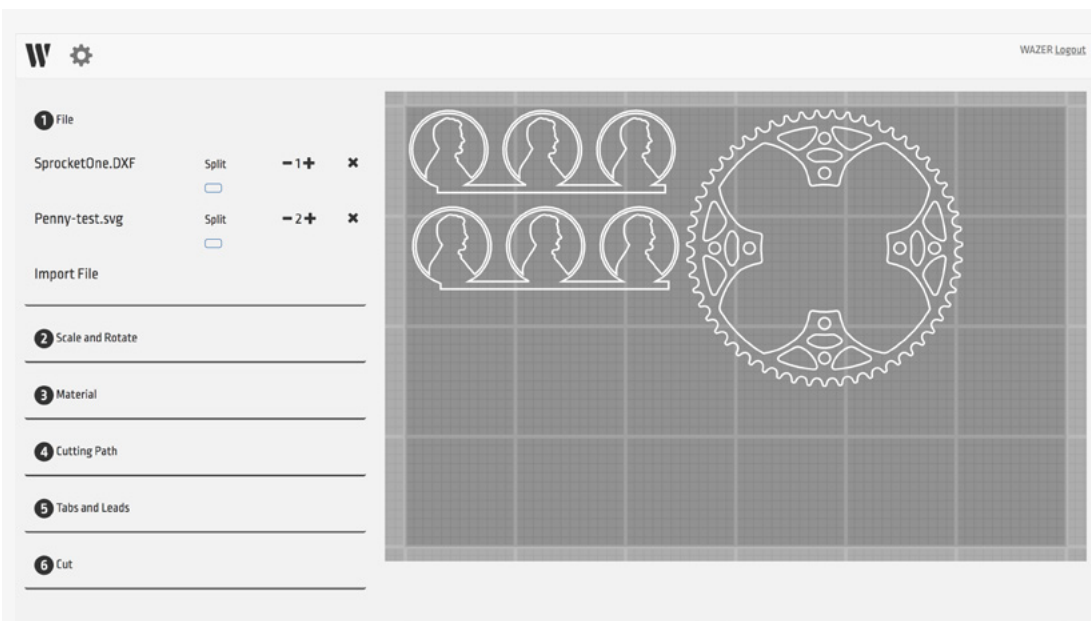 W
WAZER Logout
1 File
SprocketOne.DXF Split 1
Penny-test.svg Split 2
Import File
2 Scale and Rotate
3 Material
4 Cutting Path
5 Tabs and Leads
6 Cut